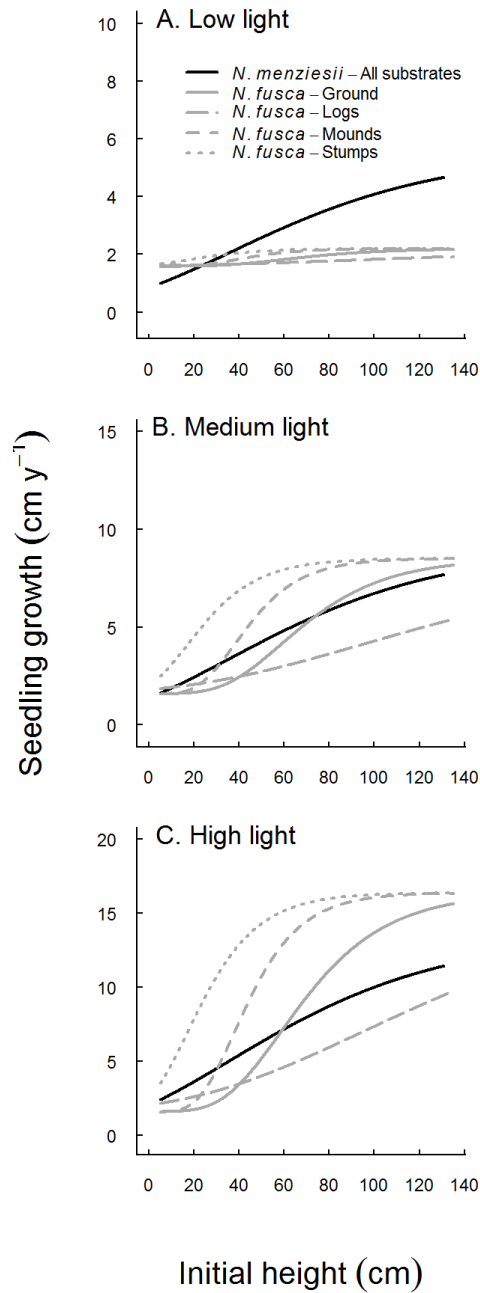 A. Low light
N. menziesii – All substrates
N. fusca – Ground
N. fusca – Logs
N. fusca – Mounds
N. fusca – Stumps
10
8
6
4
2
0
0 20 40 60 80 100 120 140
B. Medium light
15
10
5
0
0 20 40 60 80 100 120 140
C. High light
20
15
10
5
0
0 20 40 60 80 100 120 140
Seedling growth (cm y⁻¹)
Initial height (cm)